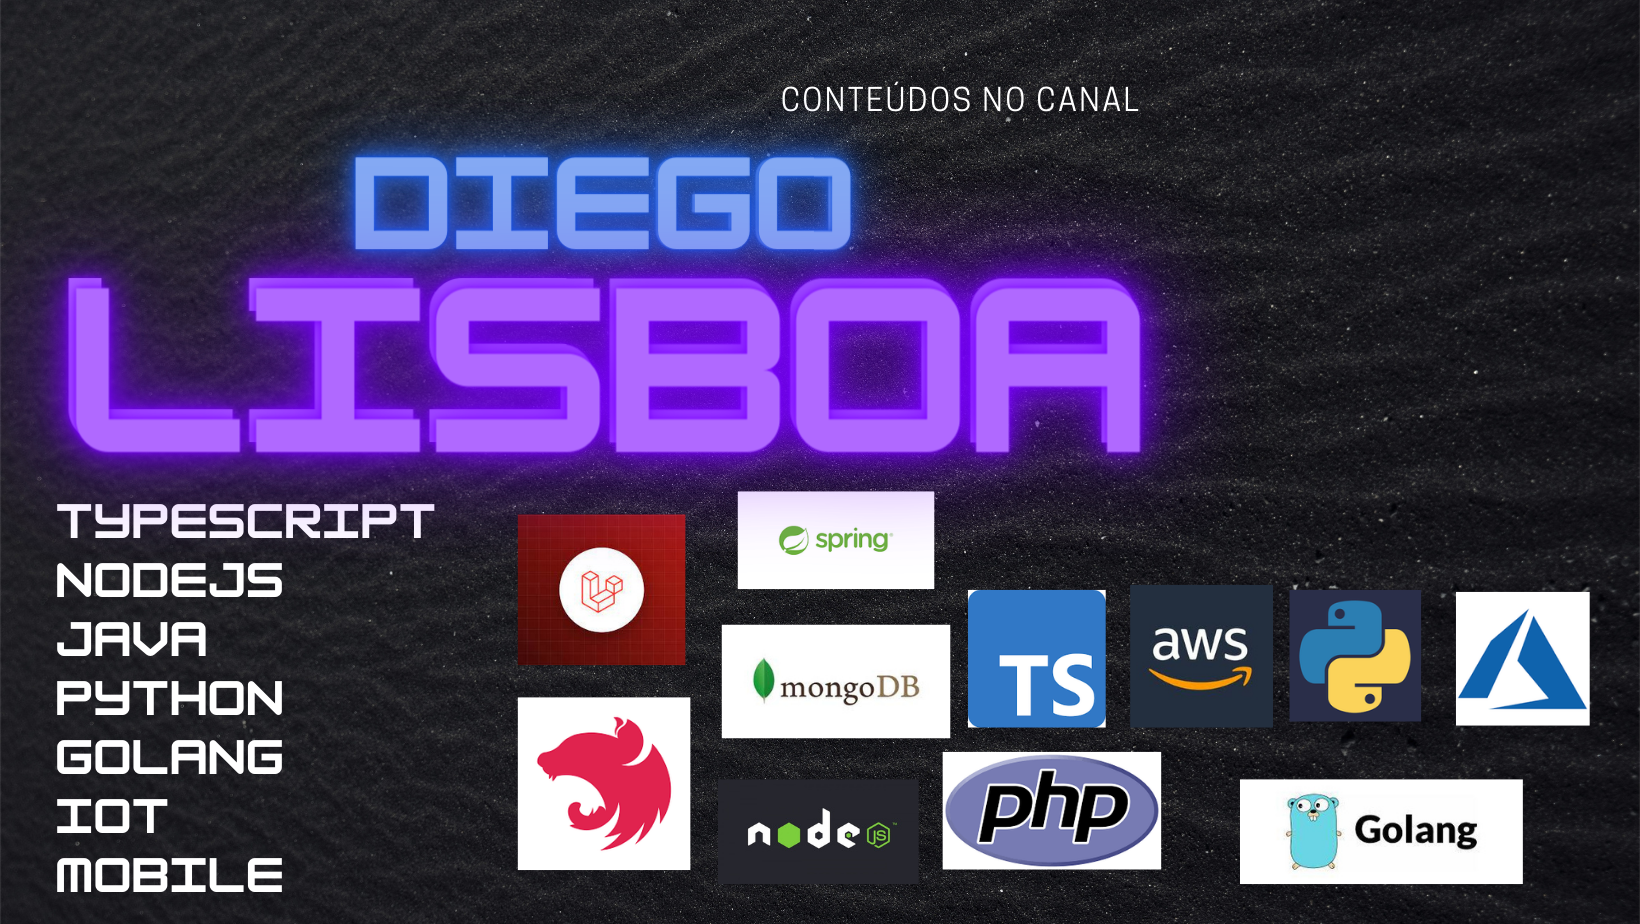 CONTEÚDOS NO CANAL
DIEGO
LISBOA
TYPESCRIPT
NODEJS
JAVA
PYTHON
GOLANG
IOT
MOBILE
spring
mongoDB
TS
aws
node JS
php
Golang